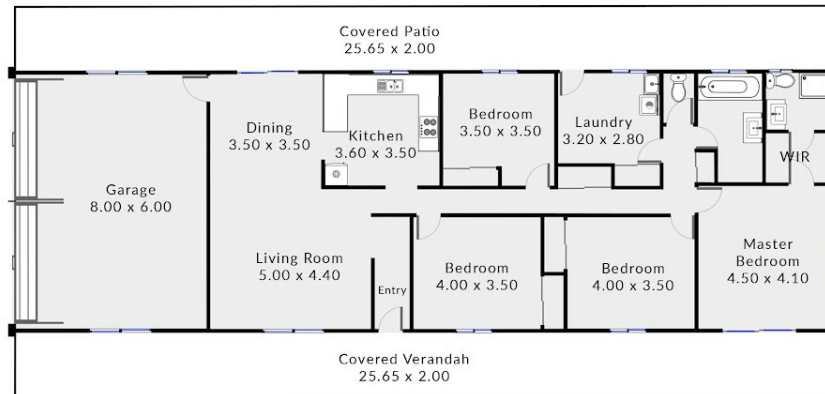 Covered Patio
25.65 x 2.00
Dining
3.50 x 3.50
Kitchen
3.60 x 3.50
Bedroom
3.50 x 3.50
Laundry
3.20 x 2.80
WIR
Garage
8.00 x 6.00
Living Room
5.00 x 4.40
Entry
Bedroom
4.00 x 3.50
Bedroom
4.00 x 3.50
Master
Bedroom
4.50 x 4.10
Covered Verandah
25.65 x 2.00